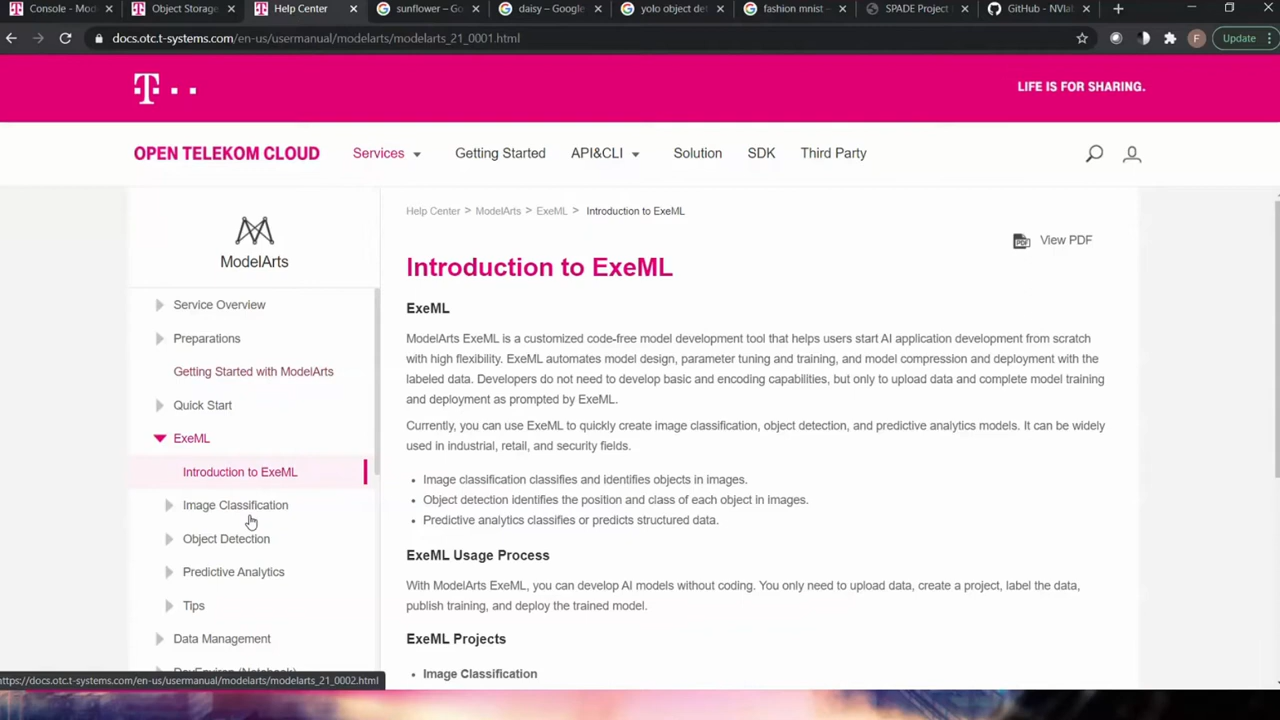 Console - Mod
Object Storage
Help Center
sunflower – Go
daisy – Google
yolo object det
fashion mnist –
SPADE Project
GitHub - NVlab
docs.otc.t-systems.com/en-us/usermanual/modelarts/modelarts_21_0001.html
F
Update
T
LIFE IS FOR SHARING.
OPEN TELEKOM CLOUD
Services
Getting Started
API&CLI
Solution
SDK
Third Party
ModelArts
Service Overview
Preparations
Getting Started with ModelArts
Quick Start
ExeML
Introduction to ExeML
Image Classification
Object Detection
Predictive Analytics
Tips
Data Management
DevEnviron (Notebook)
Help Center > ModelArts > ExeML > Introduction to ExeML
View PDF
Introduction to ExeML
ExeML
ModelArts ExeML is a customized code-free model development tool that helps users start AI application development from scratch
with high flexibility. ExeML automates model design, parameter tuning and training, and model compression and deployment with the
labeled data. Developers do not need to develop basic and encoding capabilities, but only to upload data and complete model training
and deployment as prompted by ExeML.
Currently, you can use ExeML to quickly create image classification, object detection, and predictive analytics models. It can be widely
used in industrial, retail, and security fields.
• Image classification classifies and identifies objects in images.
• Object detection identifies the position and class of each object in images.
• Predictive analytics classifies or predicts structured data.
ExeML Usage Process
With ModelArts ExeML, you can develop AI models without coding. You only need to upload data, create a project, label the data,
publish training, and deploy the trained model.
ExeML Projects
• Image Classification
https://docs.otc.t-systems.com/en-us/usermanual/modelarts/modelarts_21_0002.html